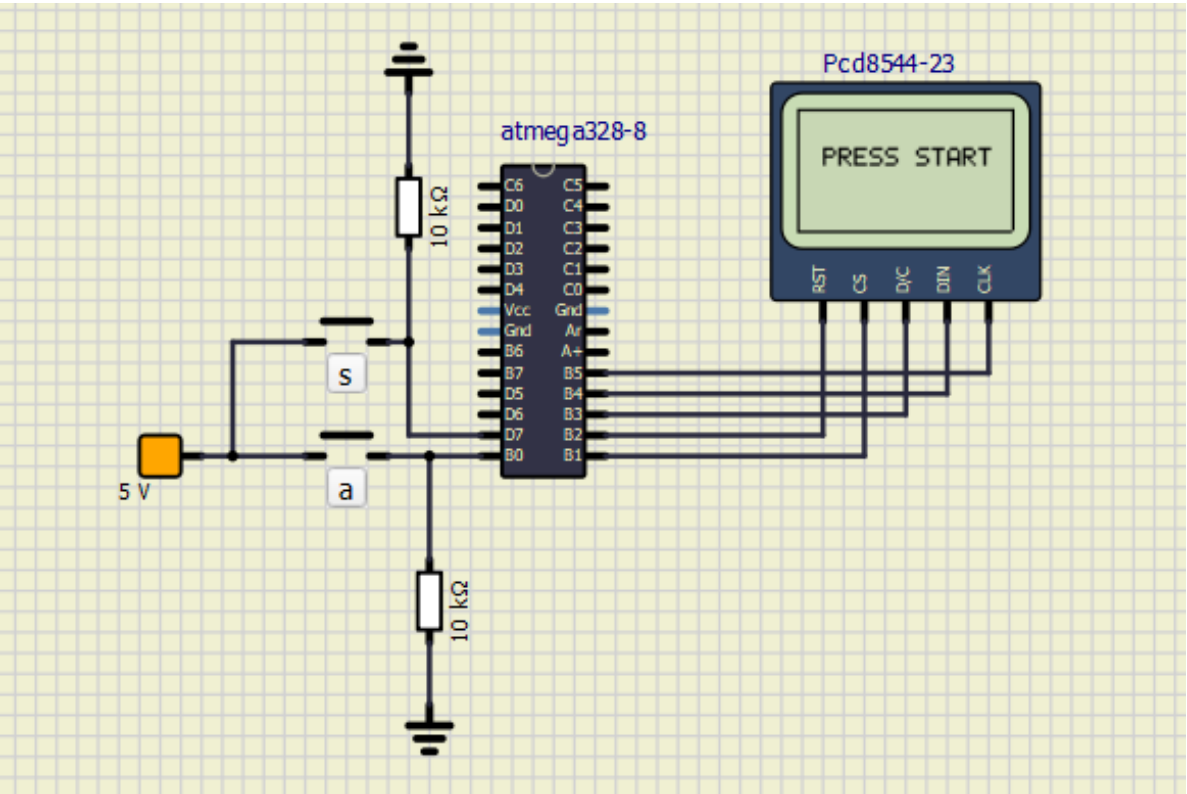 Pcd8544-23
PRESS START
RST CS D/C DIN CLK
atmega328-8
C6 C5
D0 C4
D1 C3
D2 C2
D3 C1
D4 C0
Vcc Gnd
Gnd Ar
B6 A+
B7 B5
D5 B4
D6 B3
D7 B2
B0 B1
10 kΩ
s
a
5 V
10 kΩ